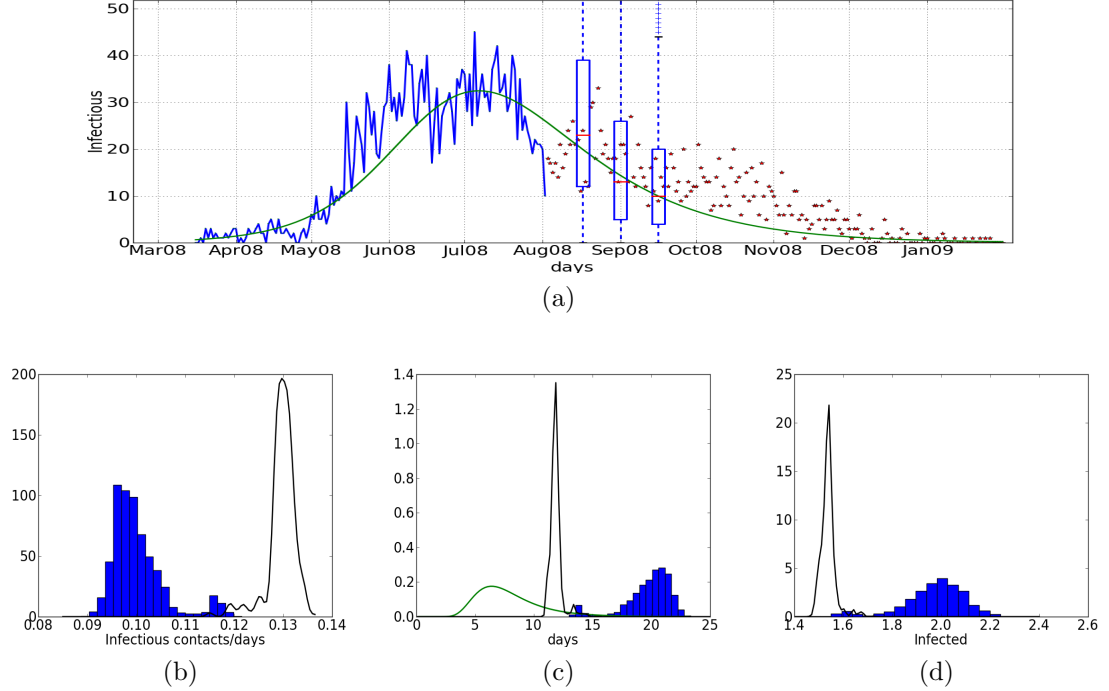 50
40
30
20
10
0
Infectious
Mar08 Apr08 May08 Jun08 Jul08 Aug08 Sep08 Oct08 Nov08 Dec08 Jan09
days
(a)
200
150
100
50
0
0.08 0.09 0.10 0.11 0.12 0.13 0.14
Infectious contacts/days
(b)
1.4
1.2
1.0
0.8
0.6
0.4
0.2
0.0
0 5 10 15 20 25
days
(c)
25
20
15
10
5
0
1.4 1.6 1.8 2.0 2.2 2.4 2.6
Infected
(d)